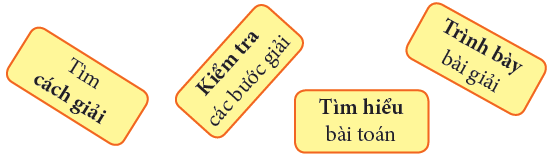 Tìm
cách giải
Kiểm tra
các bước giải
Tìm hiểu
bài toán
Trình bày
bài giải